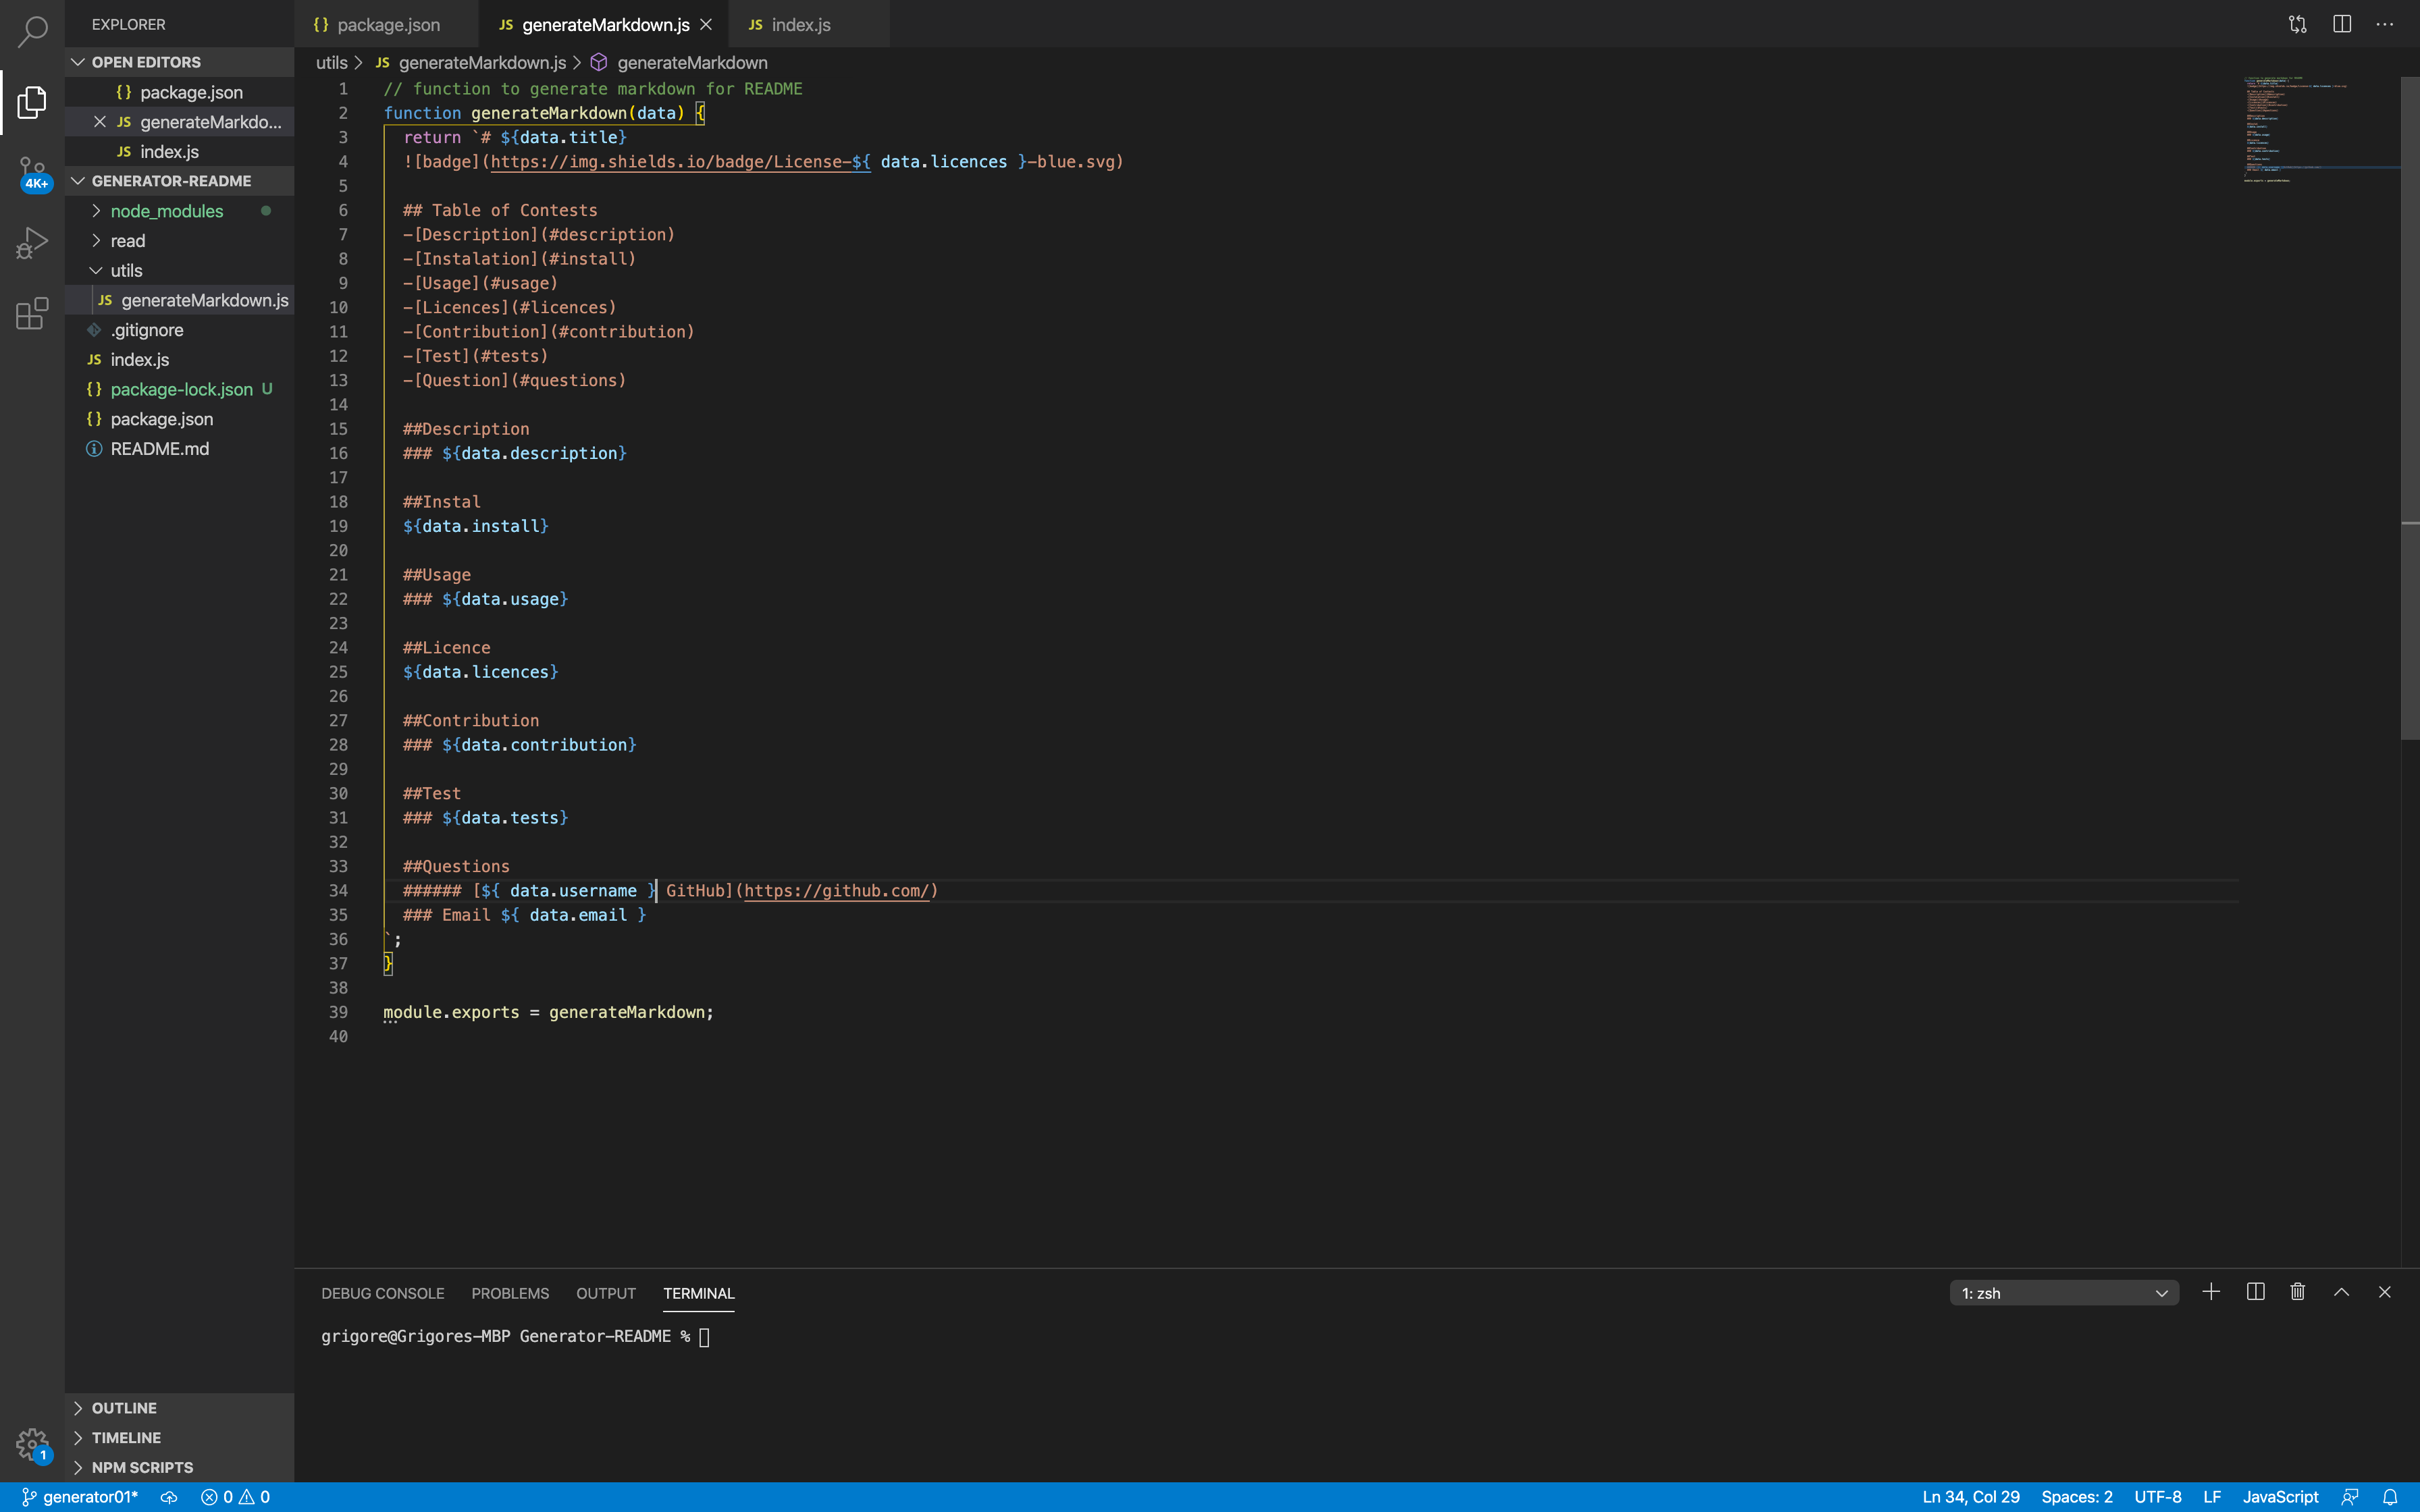 EXPLORER
OPEN EDITORS
{} package.json
JS generateMarkdo...
JS index.js
GENERATOR-README
node_modules
read
utils
JS generateMarkdown.js
.gitignore
JS index.js
{} package-lock.json U
{} package.json
README.md
OUTLINE
TIMELINE
NPM SCRIPTS
4K+
1
{} package.json
JS generateMarkdown.js
JS index.js
utils > JS generateMarkdown.js > generateMarkdown
1 // function to generate markdown for README
2 function generateMarkdown(data) {
3 return `# ${data.title}
4 ![badge](https://img.shields.io/badge/License-${ data.licences }-blue.svg)
5
6 ## Table of Contests
7 -[Description](#description)
8 -[Instalation](#install)
9 -[Usage](#usage)
10 -[Licences](#licences)
11 -[Contribution](#contribution)
12 -[Test](#tests)
13 -[Question](#questions)
14
15 ##Description
16 ### ${data.description}
17
18 ##Instal
19 ${data.install}
20
21 ##Usage
22 ### ${data.usage}
23
24 ##Licence
25 ${data.licences}
26
27 ##Contribution
28 ### ${data.contribution}
29
30 ##Test
31 ### ${data.tests}
32
33 ##Questions
34 ###### [${ data.username } GitHub](https://github.com/)
35 ### Email ${ data.email }
36 `;
37 }
38
39 module.exports = generateMarkdown;
40
DEBUG CONSOLE PROBLEMS OUTPUT TERMINAL
1: zsh
grigore@Grigores-MBP Generator-README %
generator01* 0 0
Ln 34, Col 29 Spaces: 2 UTF-8 LF JavaScript